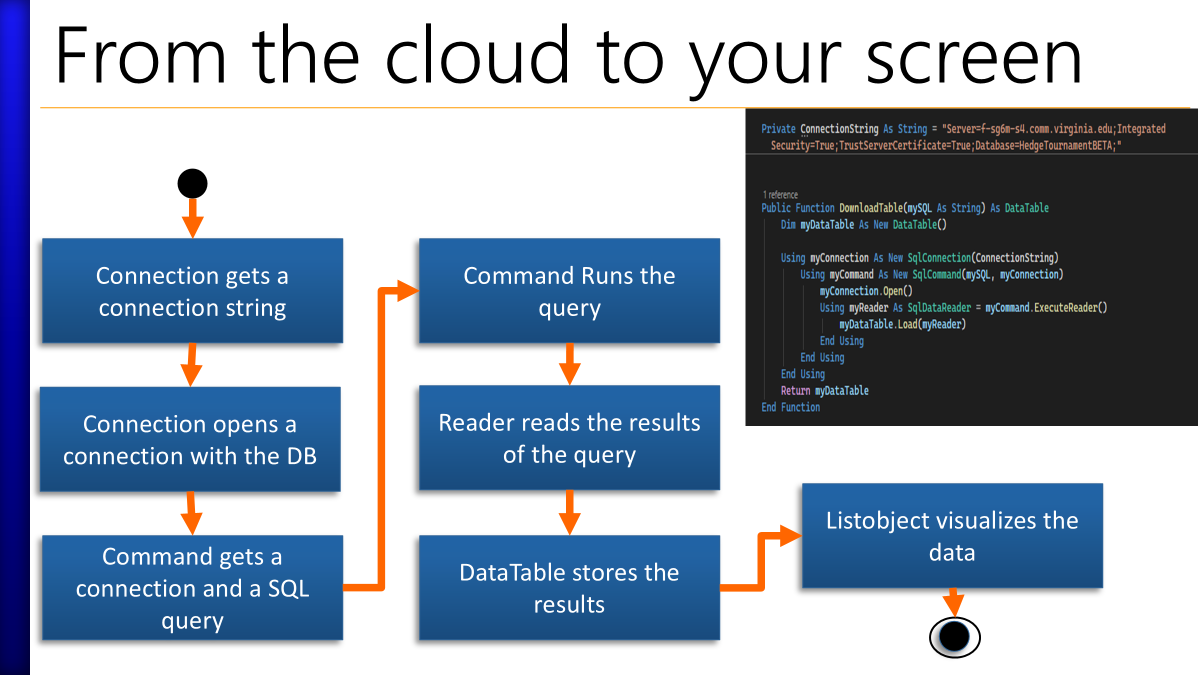 From the cloud to your screen
Private ConnectionString As String = "Server=f-sg6m-s4.comm.virginia.edu;Integrated
Security=True;TrustServerCertificate=True;Database=HedgeTournamentBETA;"
1 reference
Public Function DownloadTable(mySQL As String) As DataTable
Dim myDataTable As New DataTable()
Using myConnection As New SqlConnection(ConnectionString)
Using myCommand As New SqlCommand(mySQL, myConnection)
myConnection.Open()
Using myReader As SqlDataReader = myCommand.ExecuteReader()
myDataTable.Load(myReader)
End Using
End Using
End Using
Return myDataTable
End Function
Connection gets a
connection string
Connection opens a
connection with the DB
Command gets a
connection and a SQL
query
Command Runs the
query
Reader reads the results
of the query
DataTable stores the
results
Listobject visualizes the
data